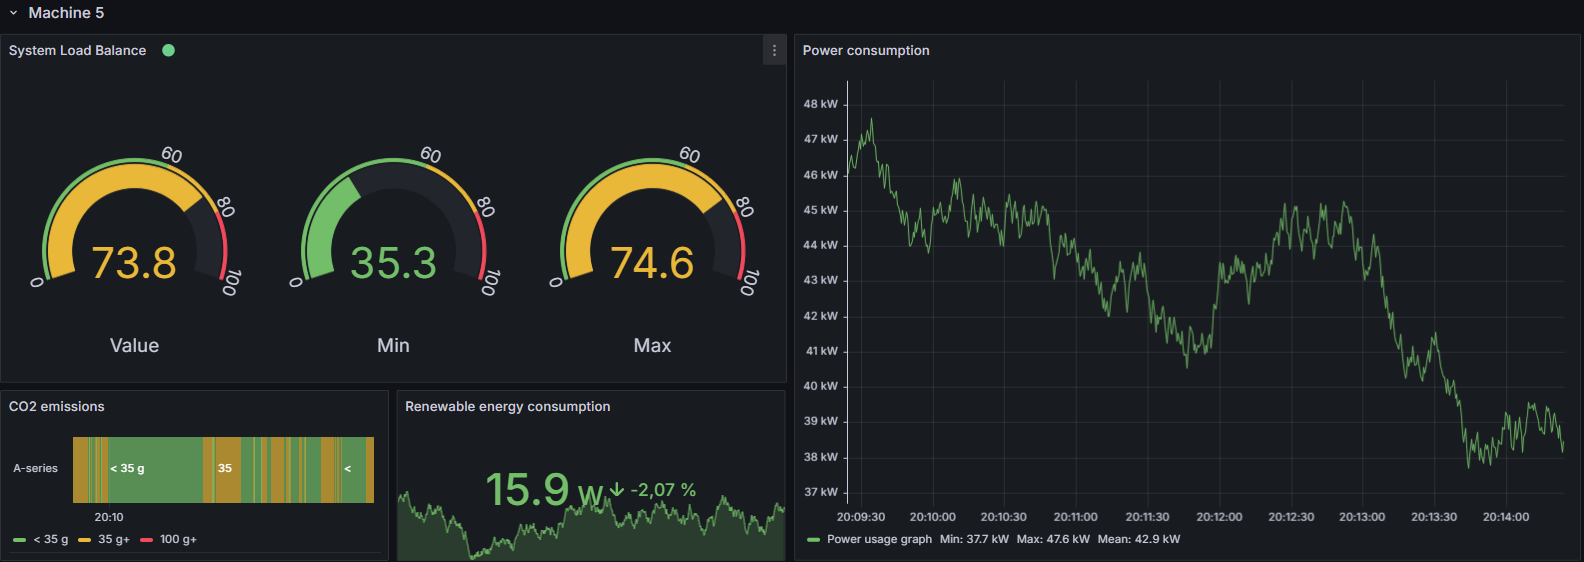 Machine 5
System Load Balance
0 60 80 100
73.8
Value
0 60 80 100
35.3
Min
0 60 80 100
74.6
Max
Power consumption
48 kW
47 kW
46 kW
45 kW
44 kW
43 kW
42 kW
41 kW
40 kW
39 kW
38 kW
37 kW
20:09:30 20:10:00 20:10:30 20:11:00 20:11:30 20:12:00 20:12:30 20:13:00 20:13:30 20:14:00
Power usage graph Min: 37.7 kW Max: 47.6 kW Mean: 42.9 kW
CO2 emissions
A-series < 35 g 35 <
20:10
< 35 g 35 g+ 100 g+
Renewable energy consumption
15.9 w -2,07 %